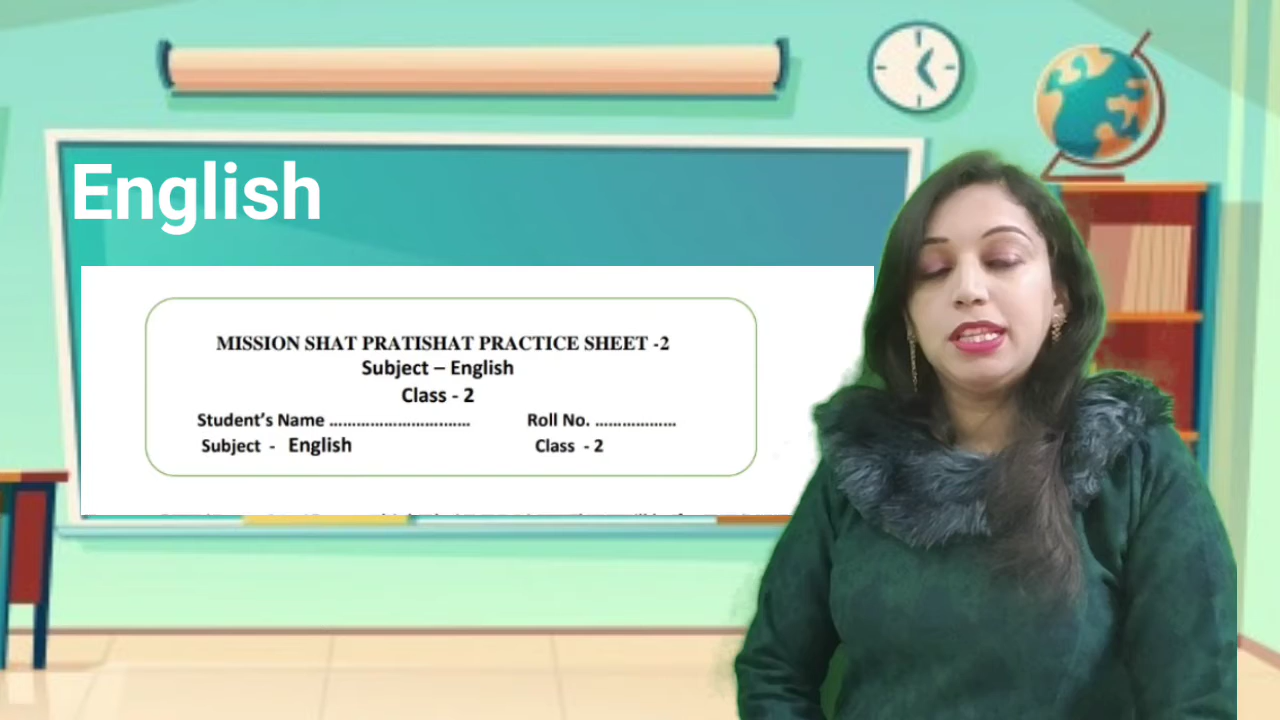 English
MISSION SHAT PRATISHAT PRACTICE SHEET -2
Subject – English
Class - 2
Student's Name ............................. Roll No. ..................
Subject - English Class - 2